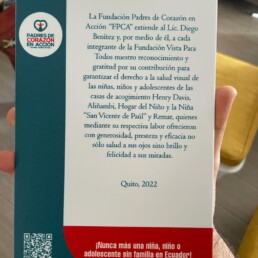 PADRES DE
CORAZÓN
EN ACCIÓN
La Fundación Padres de Corazón en
Acción "FPCA" extiende al Lic. Diego
Benítez y, por medio de él, a cada
integrante de la Fundación Vista Para
Todos nuestro reconocimiento y
gratitud por su contribución para
garantizar el derecho a la salud visual de
las niñas, niños y adolescentes de las
casas de acogimiento Henry Davis,
Aliñambi, Hogar del Niño y la Niña
"San Vicente de Paúl" y Remar, quienes
mediante su respectiva labor ofrecieron
con generosidad, presteza y eficacia no
sólo salud a sus ojos sino brillo y
felicidad a sus miradas.
Quito, 2022
¡Nunca más una niña, niño o
adolescente sin familia en Ecuador!